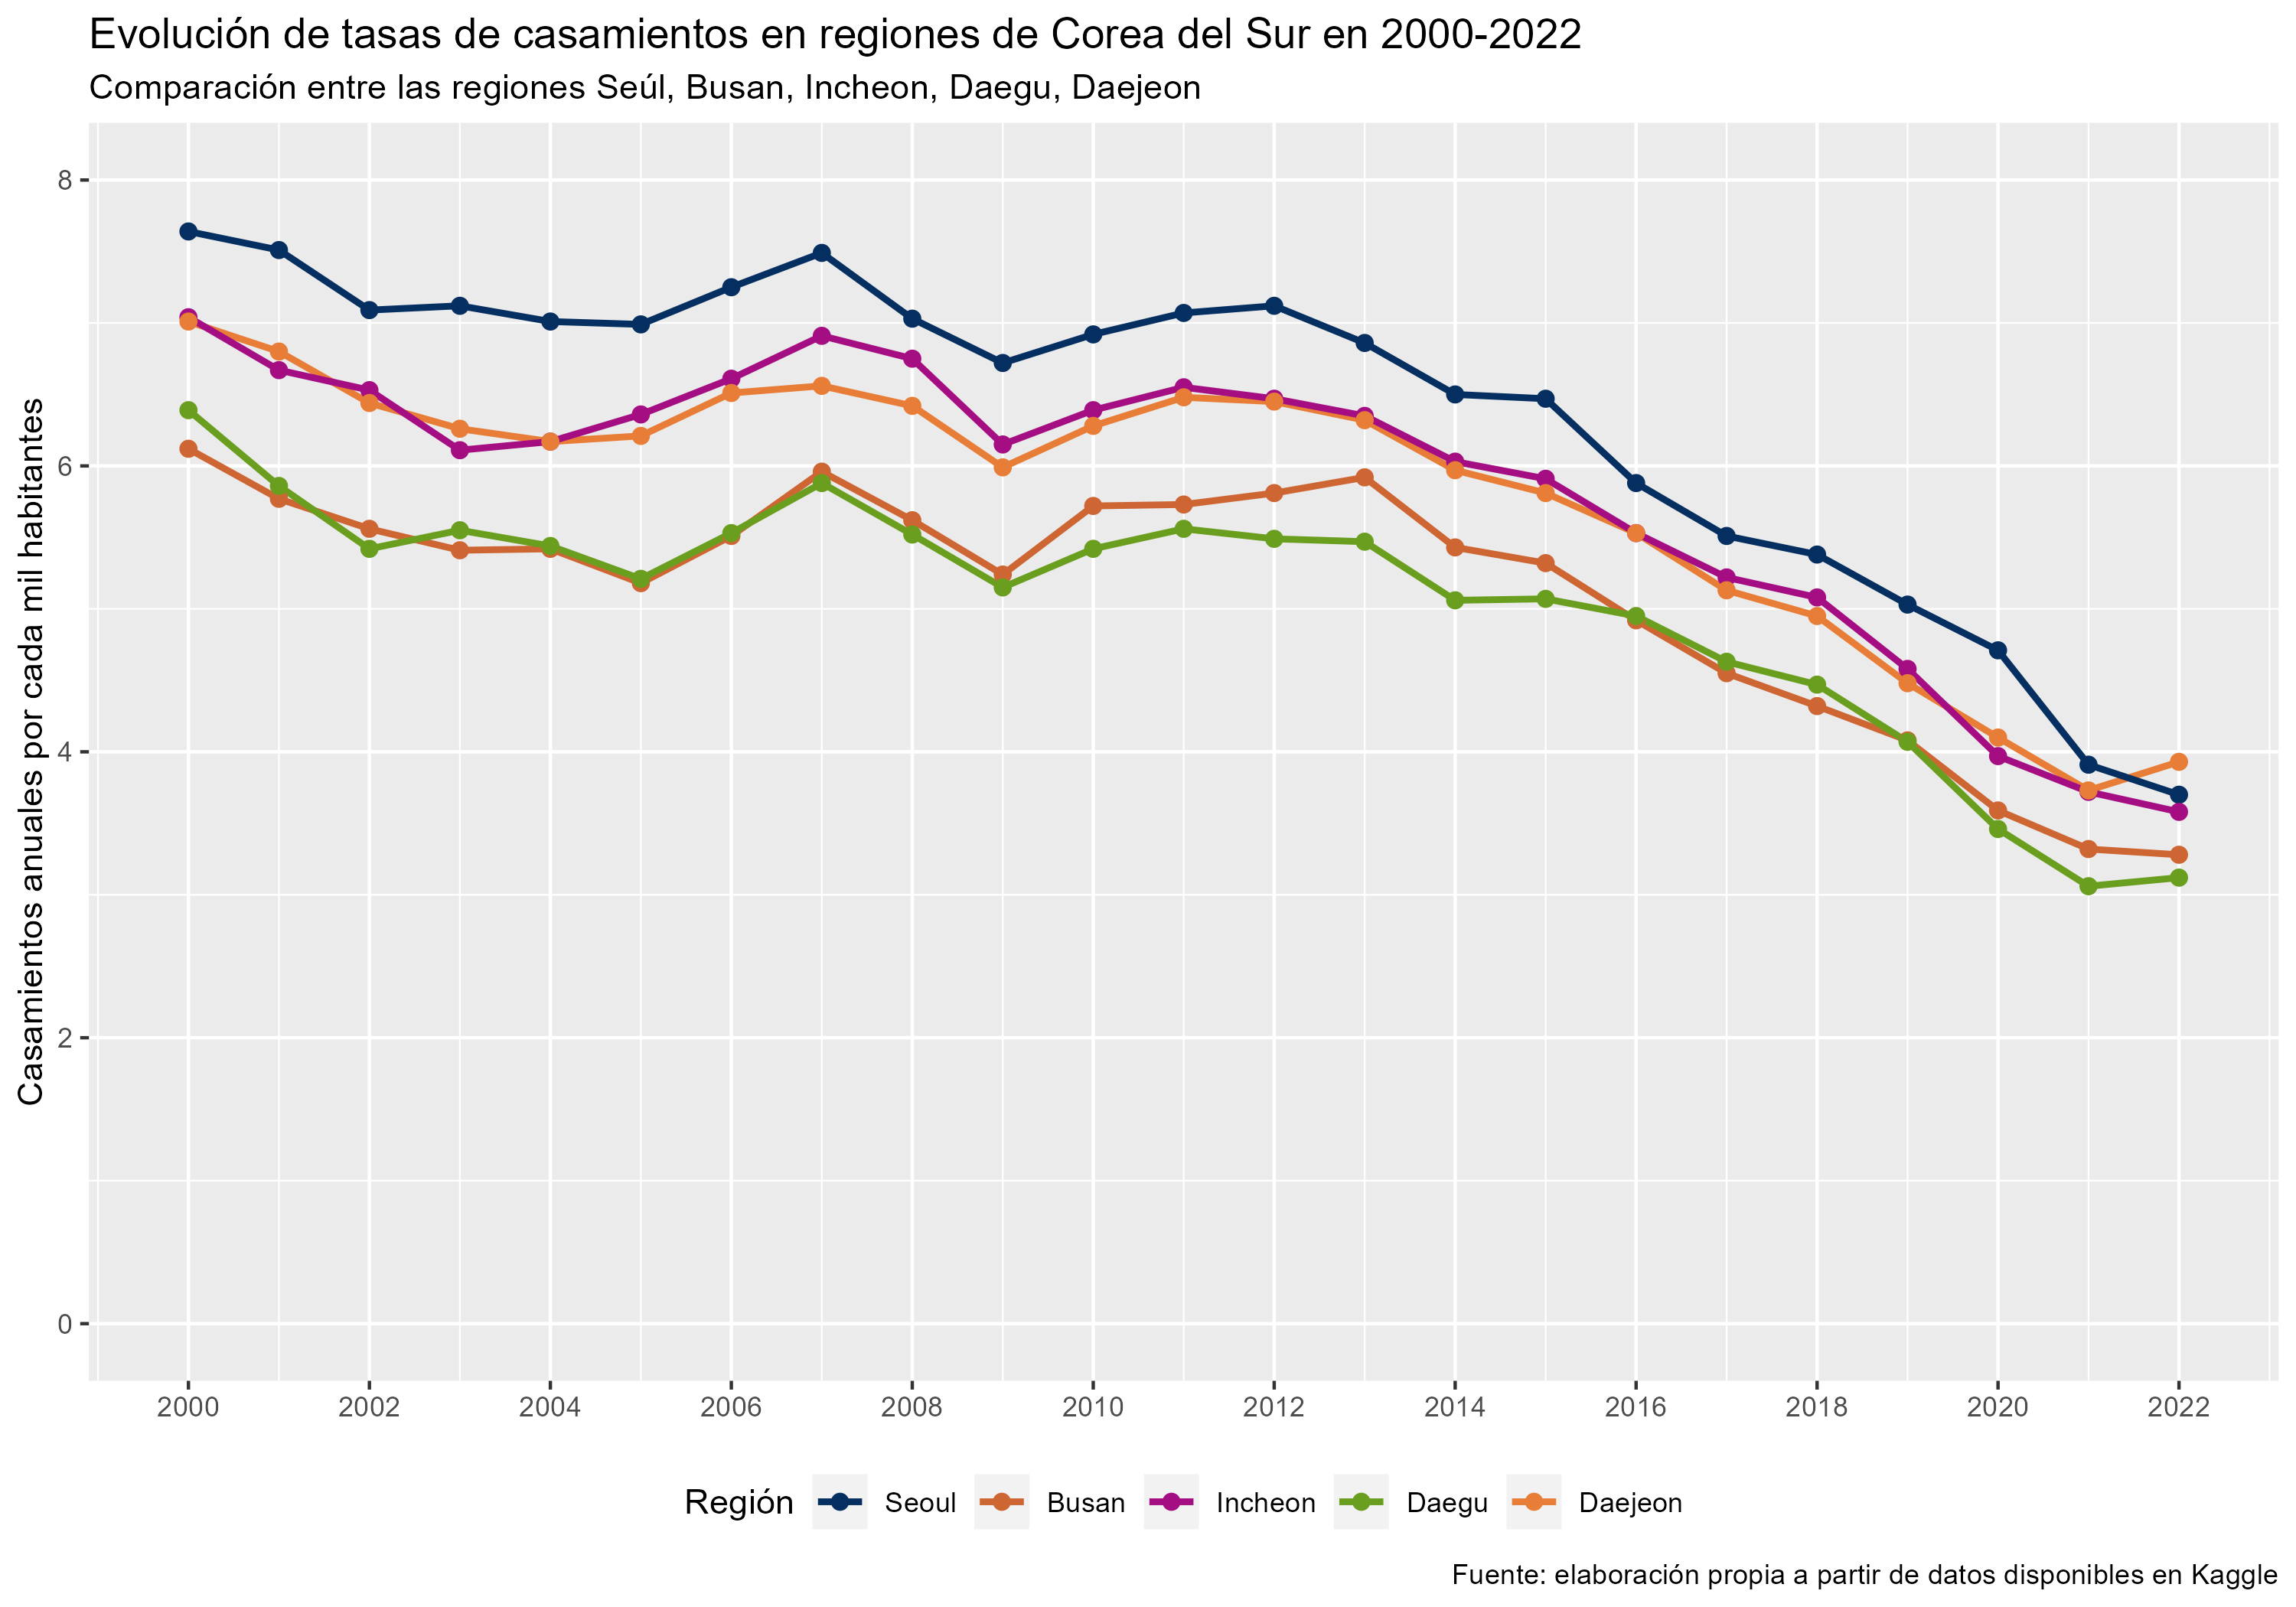 Evolución de tasas de casamientos en regiones de Corea del Sur en 2000-2022
Comparación entre las regiones Seúl, Busan, Incheon, Daegu, Daejeon
Casamientos anuales por cada mil habitantes
8
6
4
2
0
2000 2002 2004 2006 2008 2010 2012 2014 2016 2018 2020 2022
Región Seoul Busan Incheon Daegu Daejeon
Fuente: elaboración propia a partir de datos disponibles en Kaggle